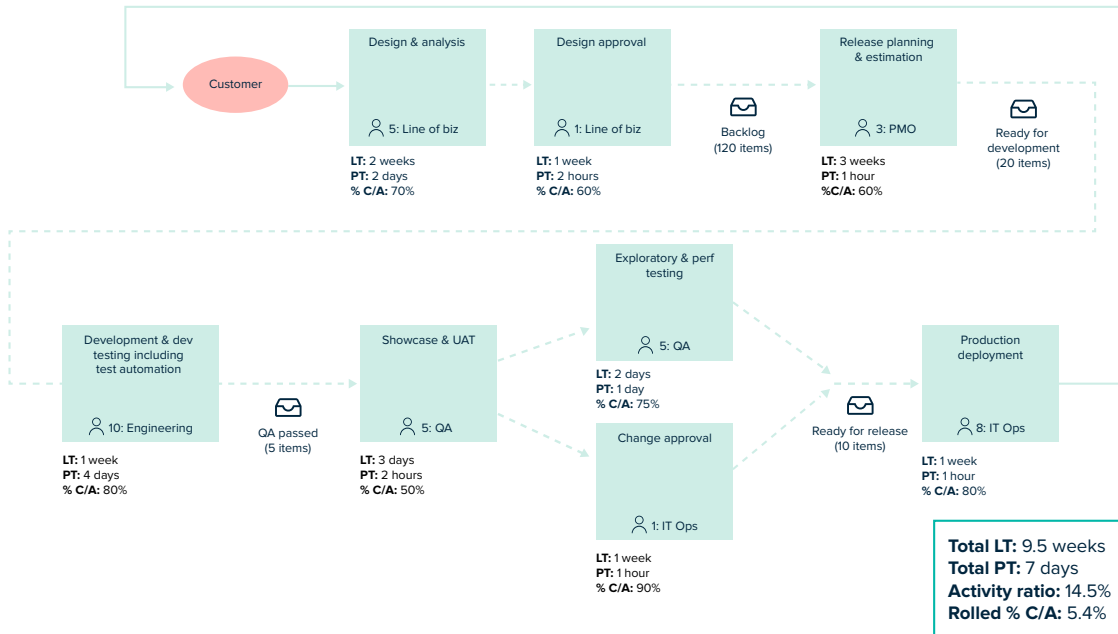 Customer
Design & analysis
5: Line of biz
LT: 2 weeks
PT: 2 days
% C/A: 70%
Design approval
1: Line of biz
LT: 1 week
PT: 2 hours
% C/A: 60%
Backlog
(120 items)
Release planning
& estimation
3: PMO
LT: 3 weeks
PT: 1 hour
%C/A: 60%
Ready for
development
(20 items)
Development & dev
testing including
test automation
10: Engineering
LT: 1 week
PT: 4 days
% C/A: 80%
QA passed
(5 items)
Showcase & UAT
5: QA
LT: 3 days
PT: 2 hours
% C/A: 50%
Exploratory & perf
testing
5: QA
LT: 2 days
PT: 1 day
% C/A: 75%
Change approval
1: IT Ops
LT: 1 week
PT: 1 hour
% C/A: 90%
Ready for release
(10 items)
Production
deployment
8: IT Ops
LT: 1 week
PT: 1 hour
% C/A: 80%
Total LT: 9.5 weeks
Total PT: 7 days
Activity ratio: 14.5%
Rolled % C/A: 5.4%